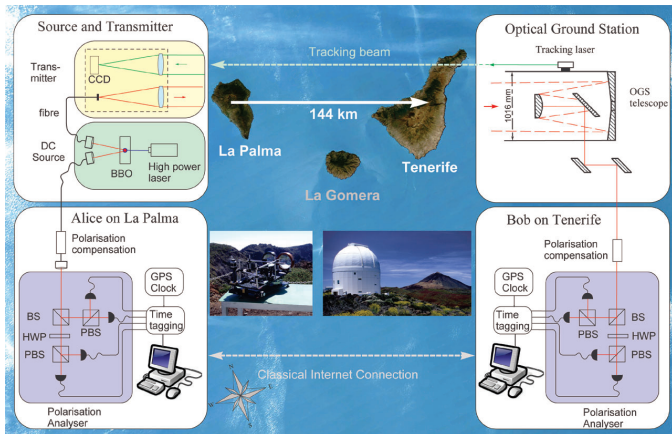 Source and Transmitter
Trans-
mitter
CCD
fibre
DC
Source
BBO
High power
laser
Tracking beam
144 km
La Palma
Tenerife
La Gomera
Optical Ground Station
Tracking laser
1016 mm
OGS
telescope
Alice on La Palma
Polarisation
compensation
GPS
Clock
BS
PBS
Time
tagging
HWP
PBS
Polarisation
Analyser
Classical Internet Connection
Bob on Tenerife
Polarisation
compensation
GPS
Clock
Time
tagging
PBS
BS
HWP
PBS
Polarisation
Analyser